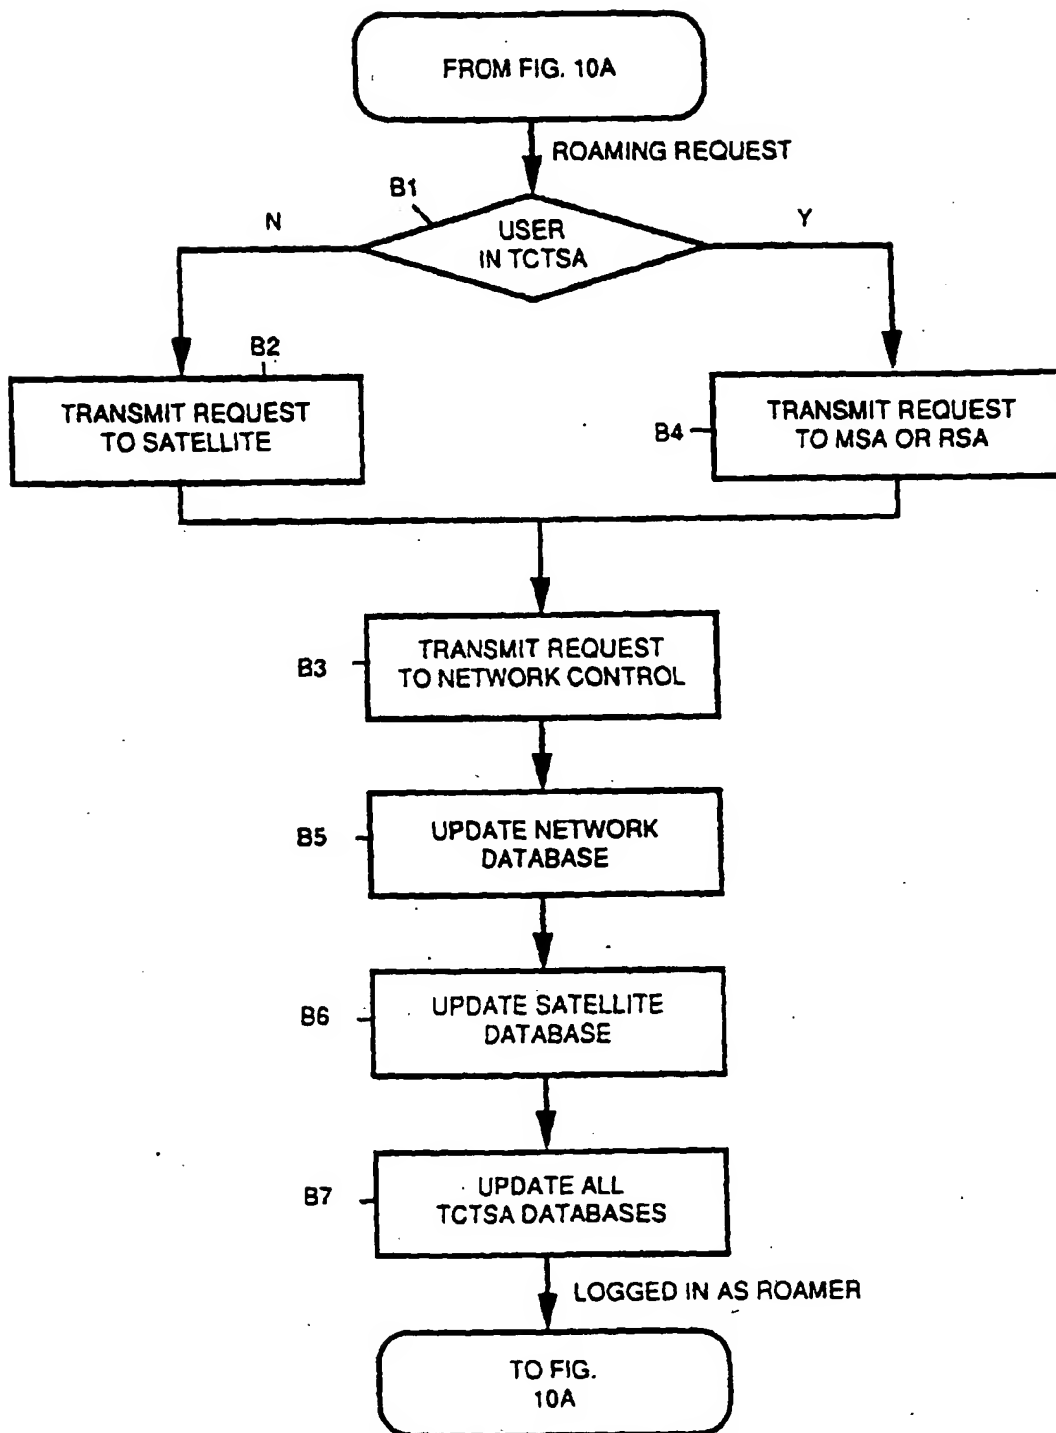 FROM FIG. 10A
ROAMING REQUEST
B1
N
USER
IN TCTSA
Y
B2
TRANSMIT REQUEST
TO SATELLITE
B4
TRANSMIT REQUEST
TO MSA OR RSA
B3
TRANSMIT REQUEST
TO NETWORK CONTROL
B5
UPDATE NETWORK
DATABASE
B6
UPDATE SATELLITE
DATABASE
B7
UPDATE ALL
TCTSA DATABASES
LOGGED IN AS ROAMER
TO FIG.
10A